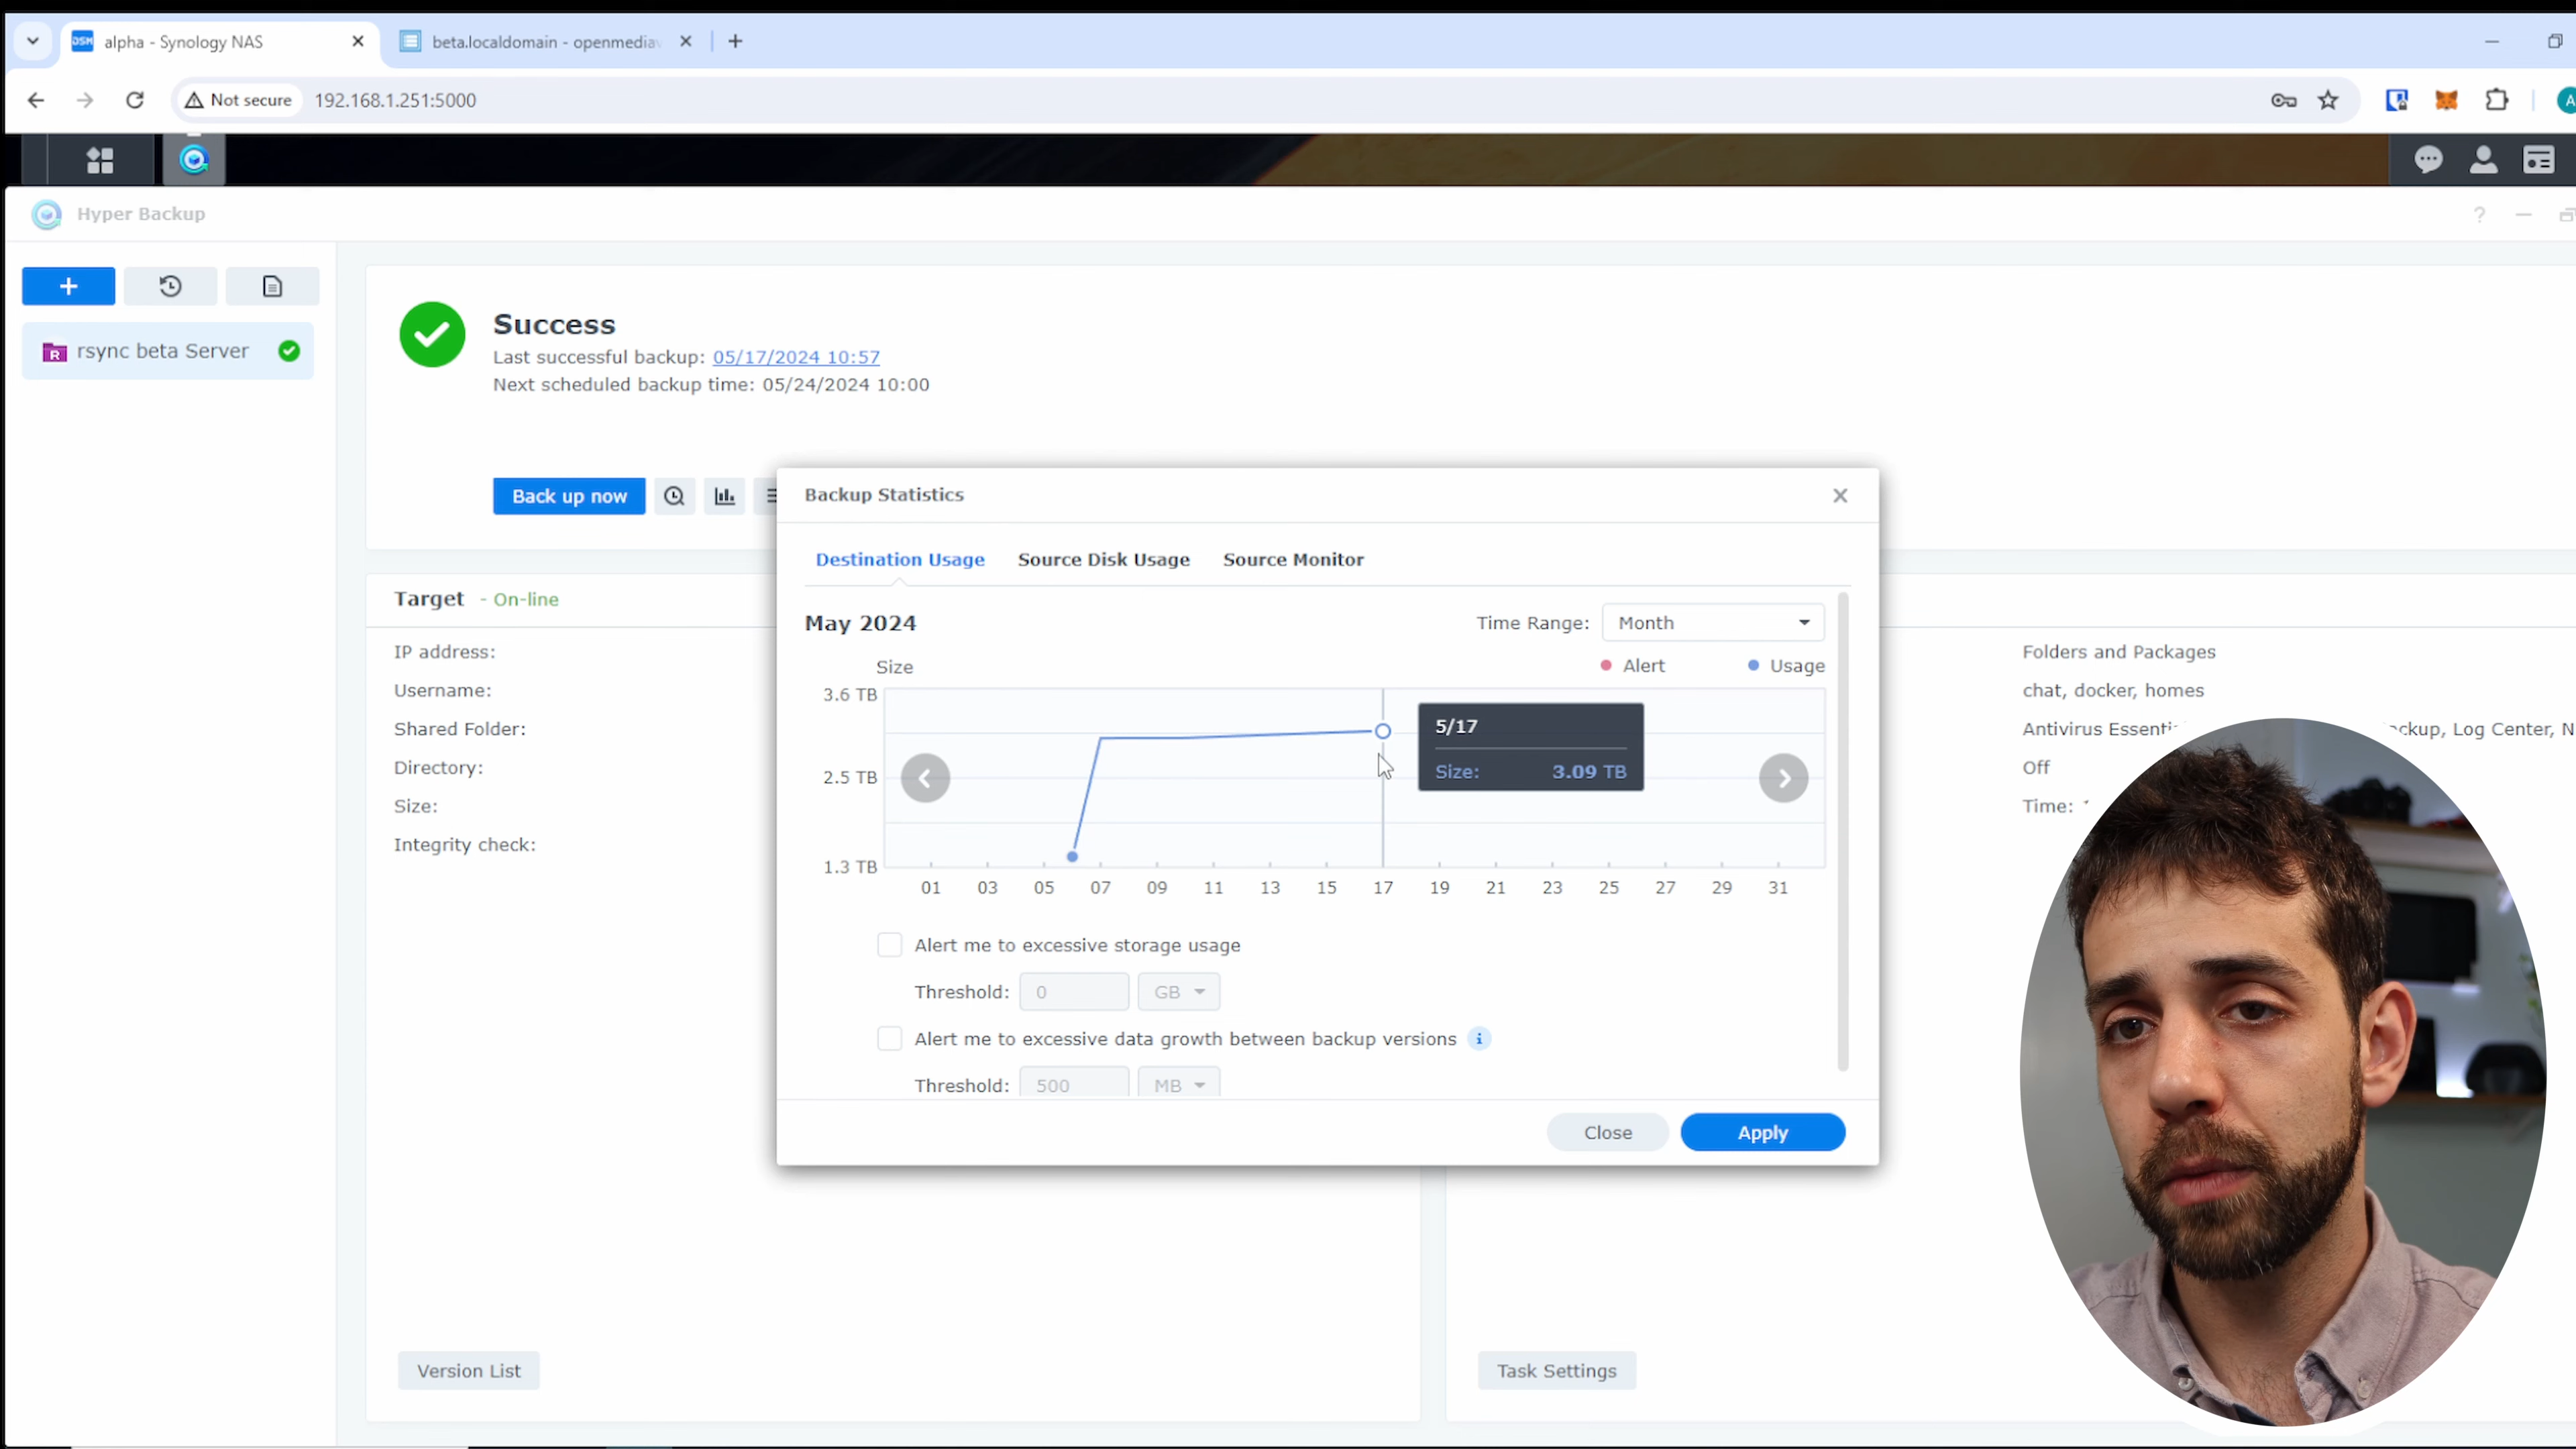 alpha - Synology NAS
beta.localdomain - openmediav
Not secure
192.168.1.251:5000
Hyper Backup
rsync beta Server
Success
Last successful backup: 05/17/2024 10:57
Next scheduled backup time: 05/24/2024 10:00
Back up now
Backup Statistics
Destination Usage
Source Disk Usage
Source Monitor
May 2024
Time Range:
Month
Size
Alert
Usage
3.6 TB
2.5 TB
1.3 TB
5/17
Size: 3.09 TB
01 03 05 07 09 11 13 15 17 19 21 23 25 27 29 31
Alert me to excessive storage usage
Threshold: 0 GB
Alert me to excessive data growth between backup versions
Threshold: 500 MB
Close
Apply
Target - On-line
IP address:
Username:
Shared Folder:
Directory:
Size:
Integrity check:
Version List
Folders and Packages
chat, docker, homes
Antivirus Essenti
ckup, Log Center, N
Off
Time:
Task Settings